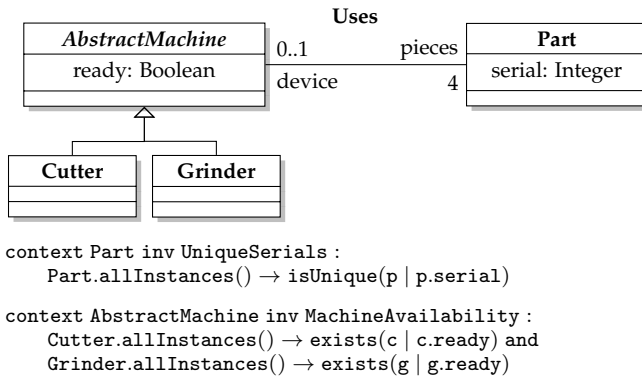 Uses
AbstractMachine
ready: Boolean
0..1
pieces
device
4
Part
serial: Integer
Cutter
Grinder
context Part inv UniqueSerials :
Part.allInstances() → isUnique(p | p.serial)
context AbstractMachine inv MachineAvailability :
Cutter.allInstances() → exists(c | c.ready) and
Grinder.allInstances() → exists(g | g.ready)